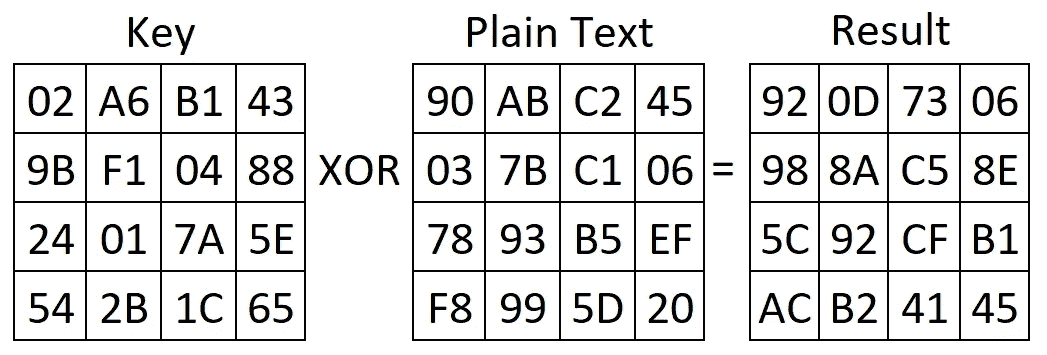 Key Plain Text Result
02 A6 B1 43 90 AB C2 45 92 0D 73 06
9B F1 04 88 XOR 03 7B C1 06 = 98 8A C5 8E
24 01 7A 5E 78 93 B5 EF 5C 92 CF B1
54 2B 1C 65 F8 99 5D 20 AC B2 41 45